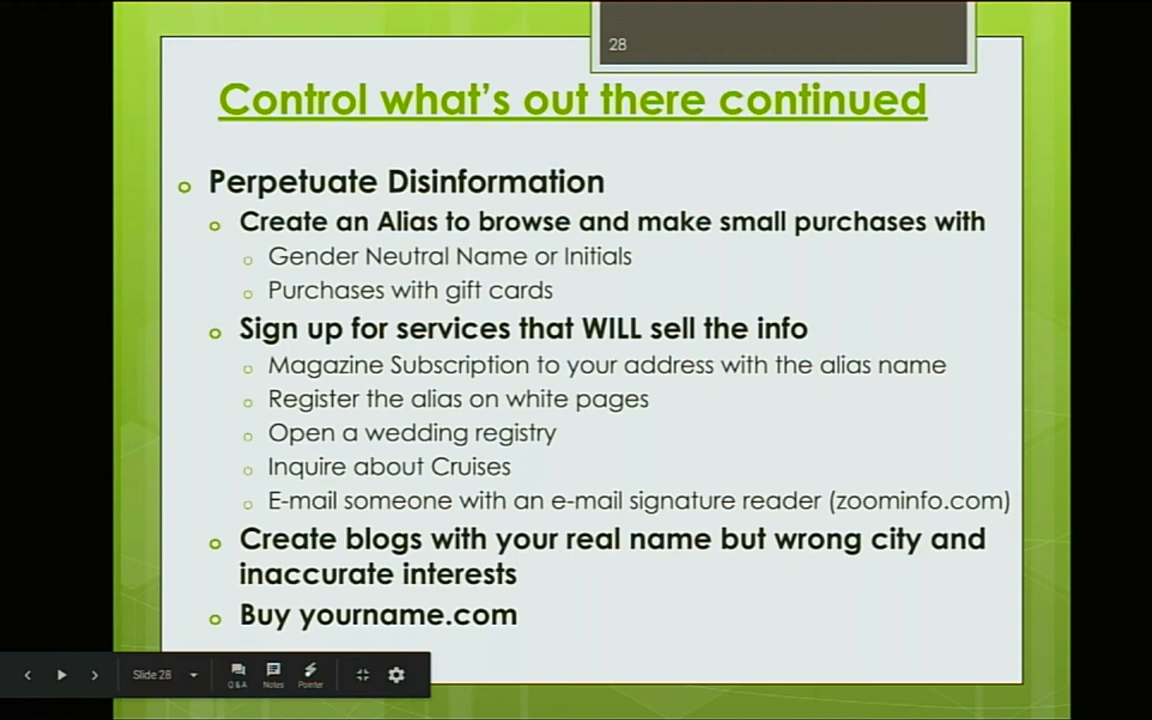 28
Control what's out there continued
Perpetuate Disinformation
Create an Alias to browse and make small purchases with
Gender Neutral Name or Initials
Purchases with gift cards
Sign up for services that WILL sell the info
Magazine Subscription to your address with the alias name
Register the alias on white pages
Open a wedding registry
Inquire about Cruises
E-mail someone with an e-mail signature reader (zoominfo.com)
Create blogs with your real name but wrong city and
inaccurate interests
Buy yourname.com
Slide 28
Q & A Notes Pointer